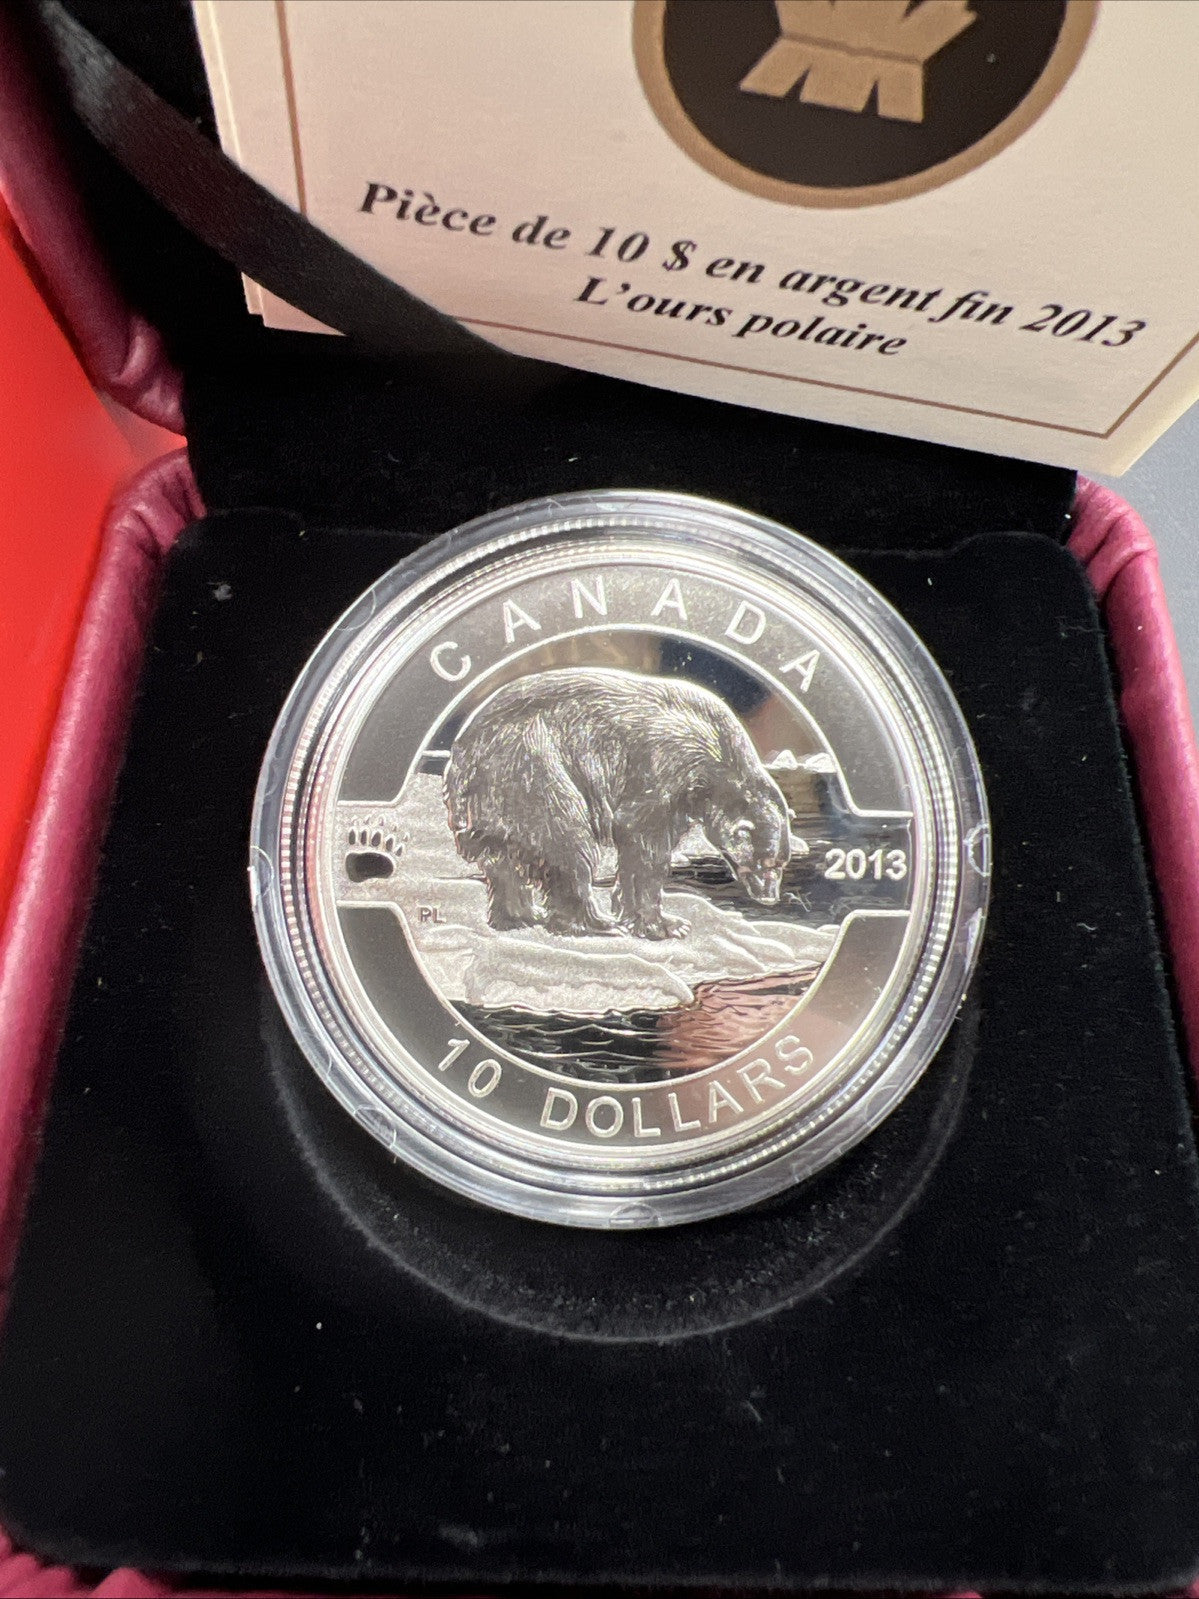 Pièce de 10 $ en argent fin 2013
L'ours polaire
CANADA
2013
PL
10 DOLLARS